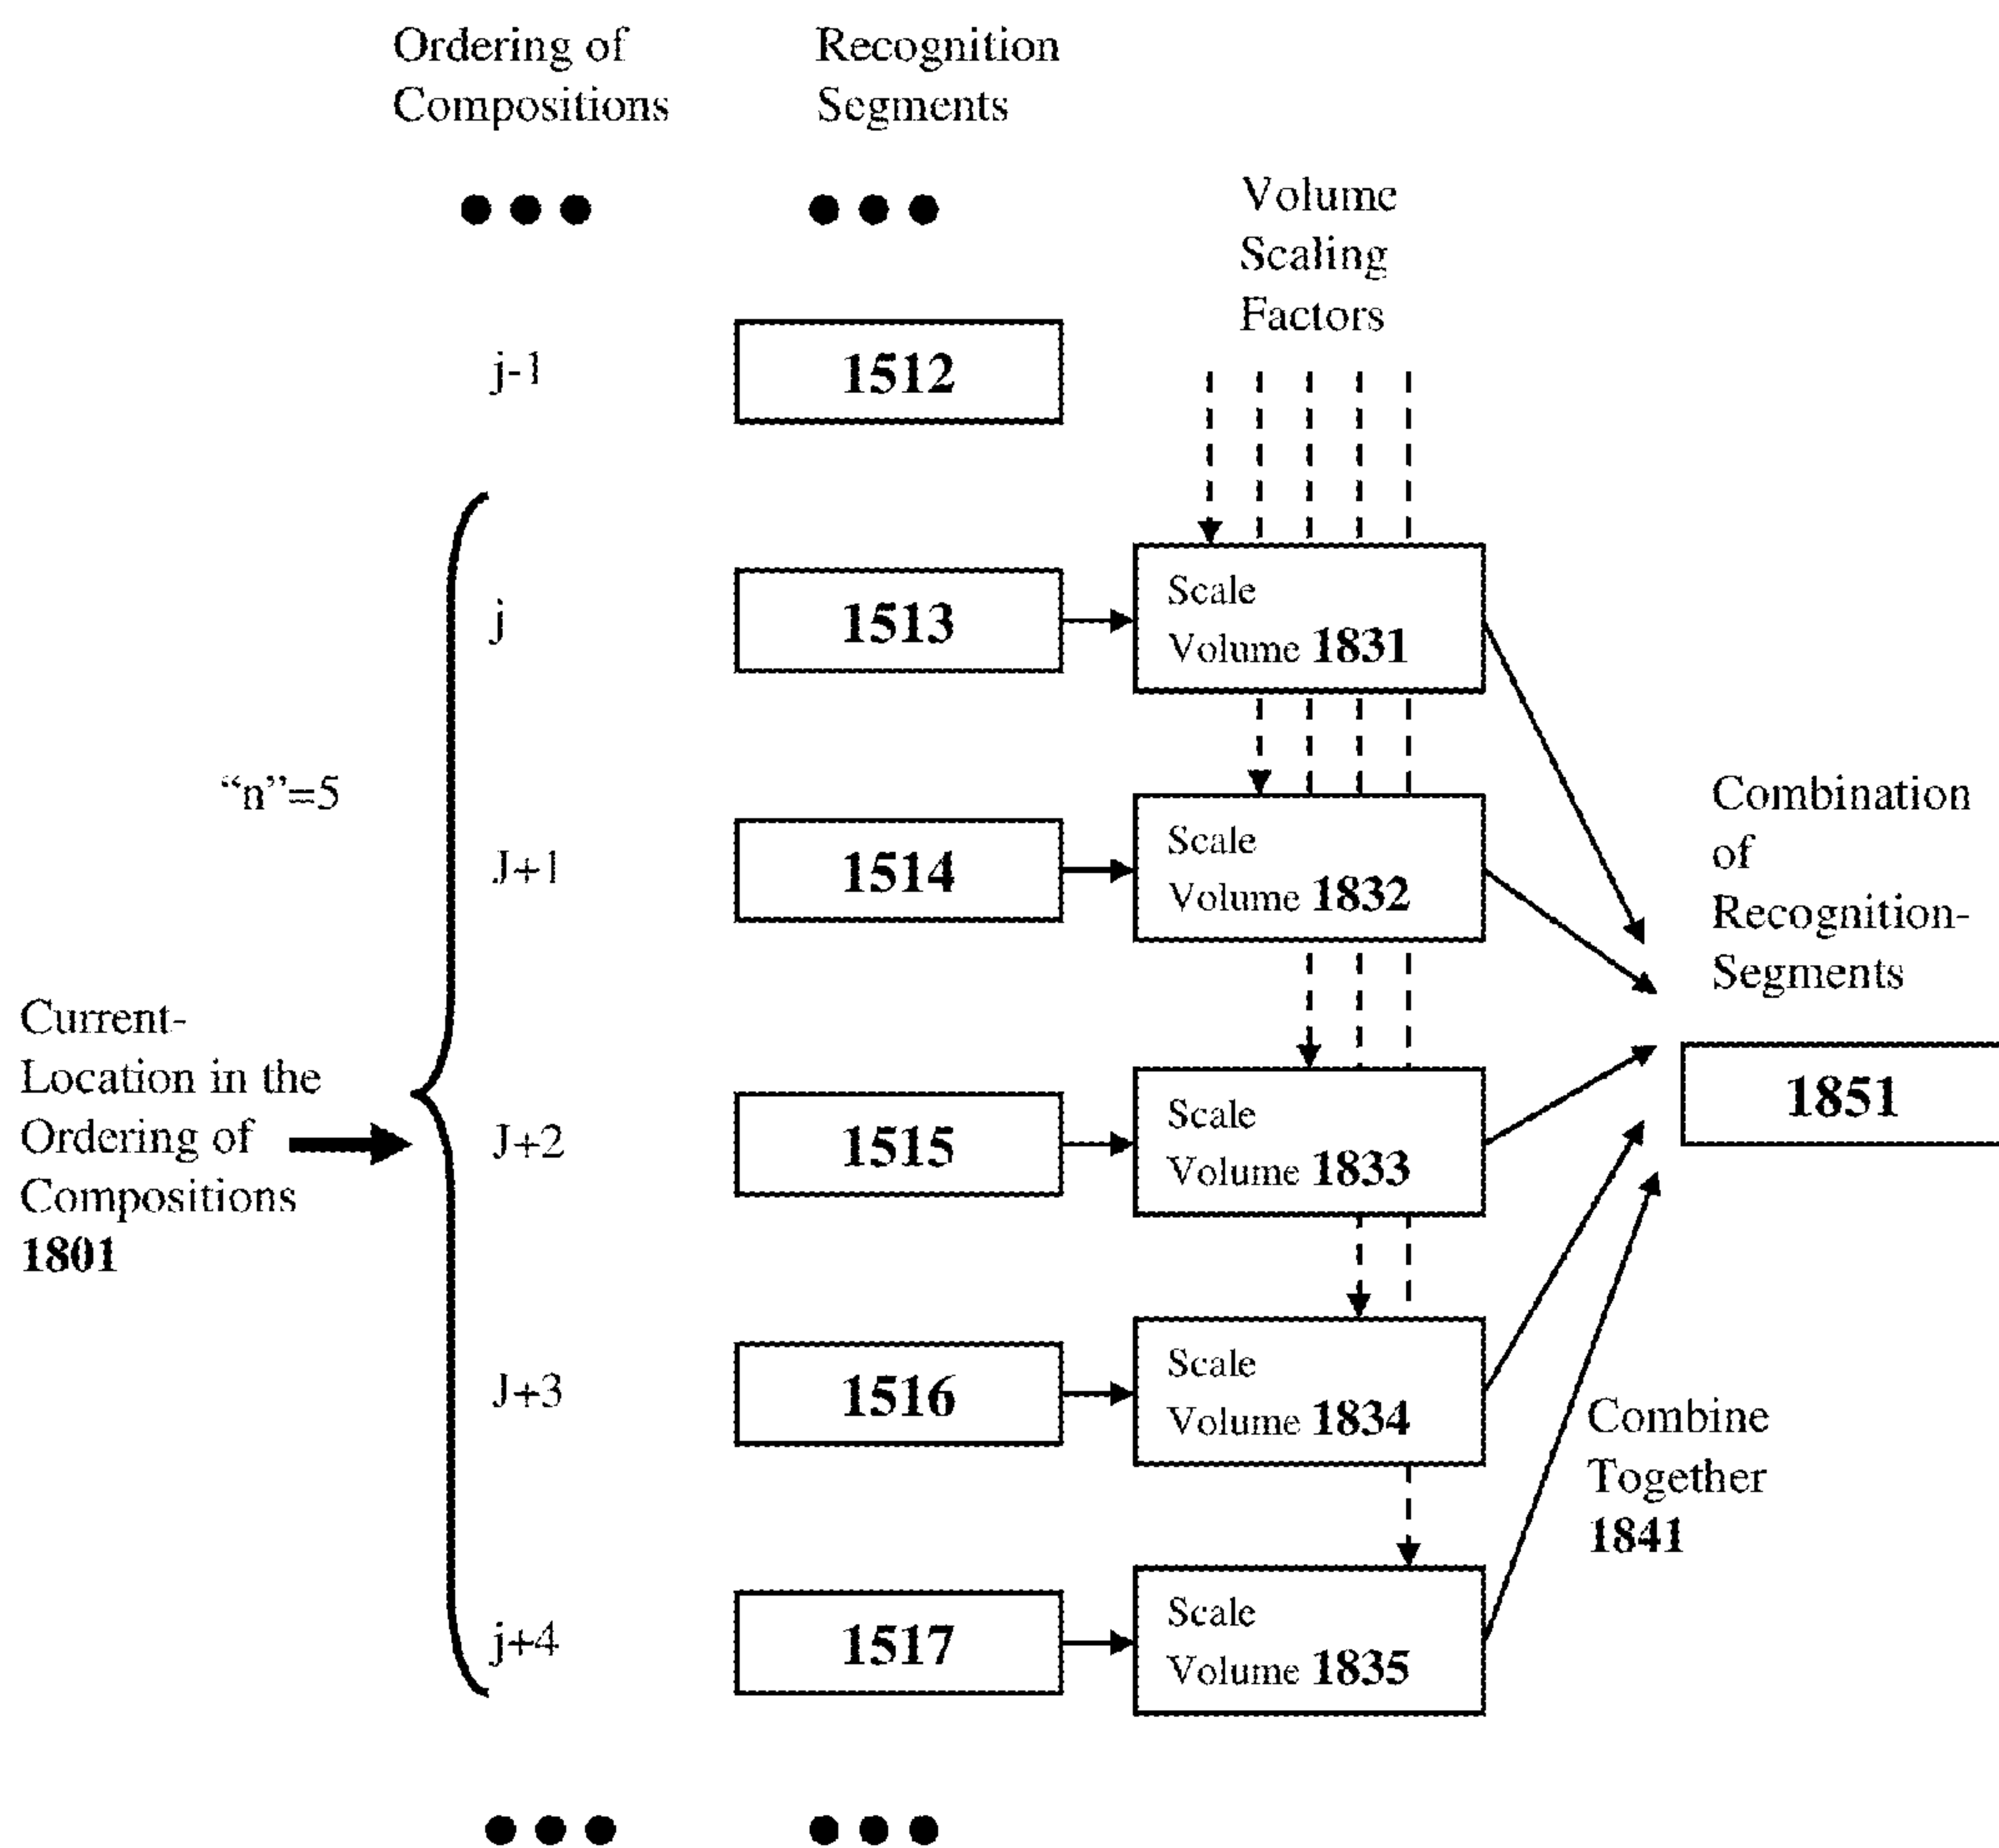 Ordering of
Compositions
Recognition
Segments
Volume
Scaling
Factors
j-1
1512
j
1513
Scale
Volume 1831
"n"=5
J+1
1514
Scale
Volume 1832
Combination
of
Recognition-
Segments
1851
Current-
Location in the
Ordering of
Compositions
1801
J+2
1515
Scale
Volume 1833
J+3
1516
Scale
Volume 1834
Combine
Together
1841
j+4
1517
Scale
Volume 1835